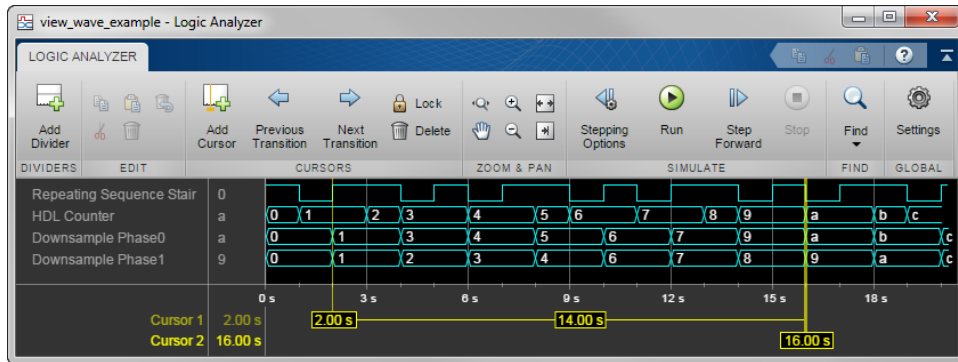 view_wave_example - Logic Analyzer
LOGIC ANALYZER
?
Add Divider
Add Cursor
Previous Transition
Next Transition
Lock
Delete
Stepping Options
Run
Step Forward
Stop
Find
Settings
DIVIDERS EDIT CURSORS ZOOM & PAN SIMULATE FIND GLOBAL
Repeating Sequence Stair 0
HDL Counter a 0 1 2 3 4 5 6 7 8 9 a b c
Downsample Phase0 a 0 1 3 4 5 6 7 9 a b c
Downsample Phase1 9 0 1 2 3 4 6 7 8 9 a c
0 s 3 s 6 s 9 s 12 s 15 s 18 s
Cursor 1 2.00 s 2.00 s 14.00 s
Cursor 2 16.00 s 16.00 s